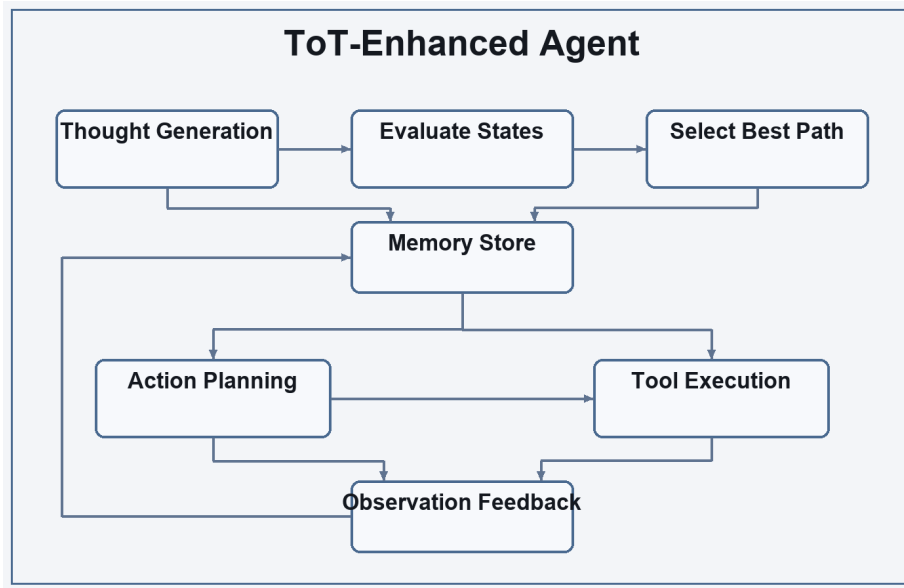 ToT-Enhanced Agent
Thought Generation
Evaluate States
Select Best Path
Memory Store
Action Planning
Tool Execution
Observation Feedback